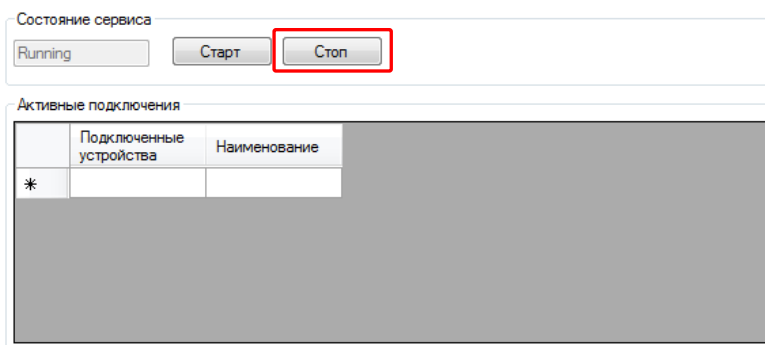 Состояние сервиса
Running Старт Стоп
Активные подключения
Подключенные
устройства Наименование